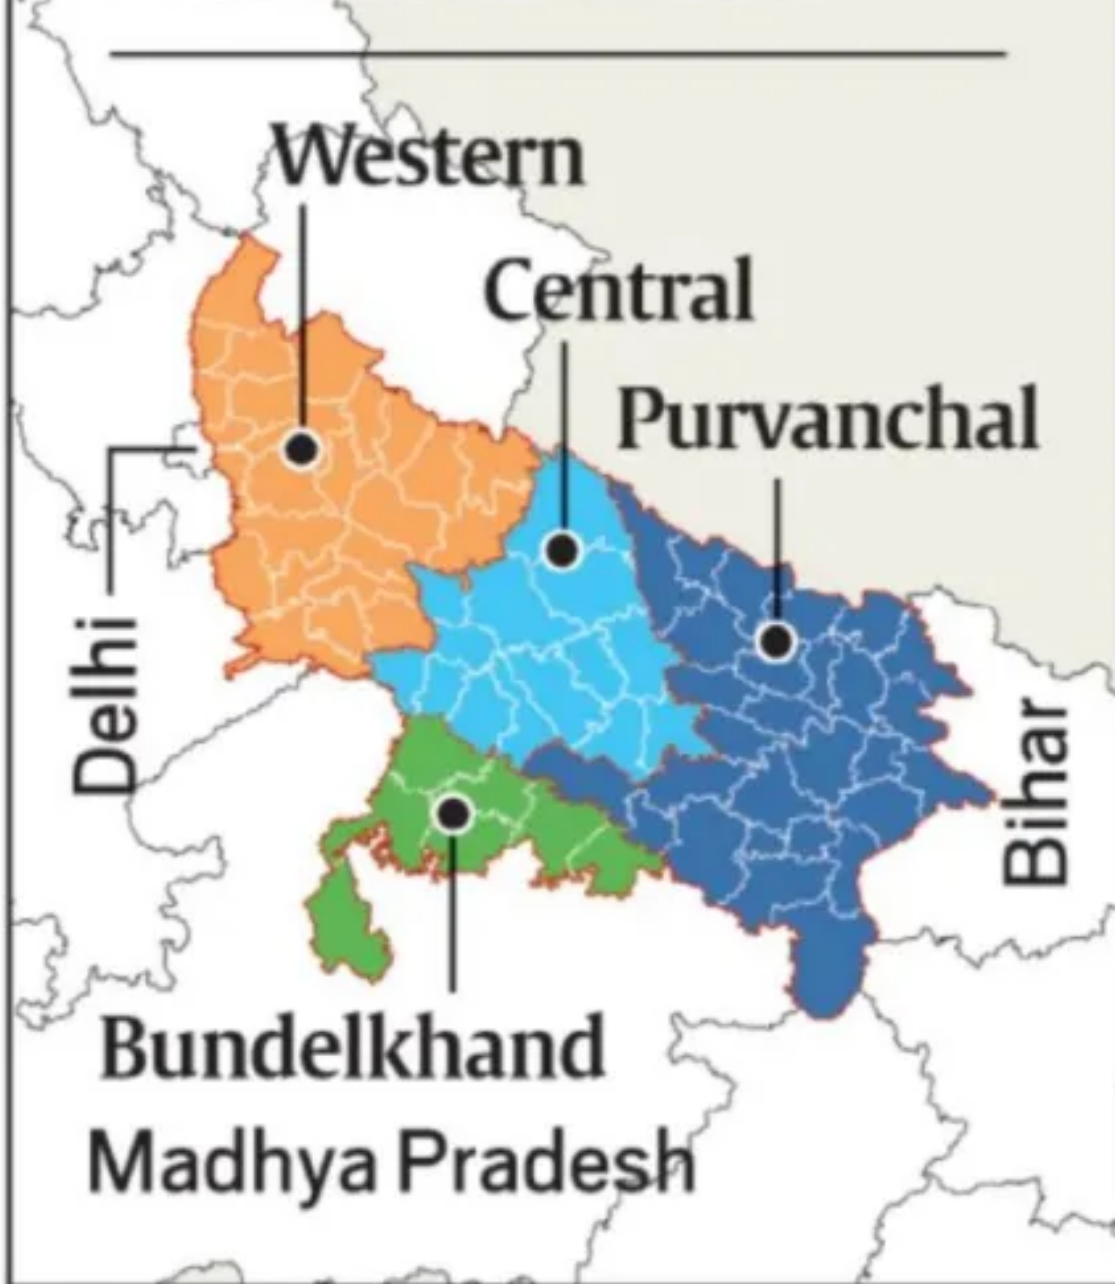 Western
Central
Purvanchal
Delhi
Bihar
Bundelkhand
Madhya Pradesh